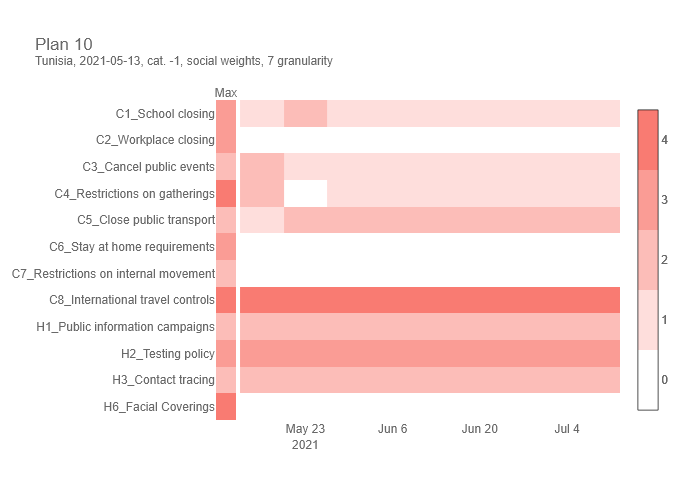 Plan 10
Tunisia, 2021-05-13, cat. -1, social weights, 7 granularity
Max
C1_School closing
C2_Workplace closing
C3_Cancel public events
C4_Restrictions on gatherings
C5_Close public transport
C6_Stay at home requirements
C7_Restrictions on internal movement
C8_International travel controls
H1_Public information campaigns
H2_Testing policy
H3_Contact tracing
H6_Facial Coverings
May 23 Jun 6 Jun 20 Jul 4
2021
4
3
2
1
0